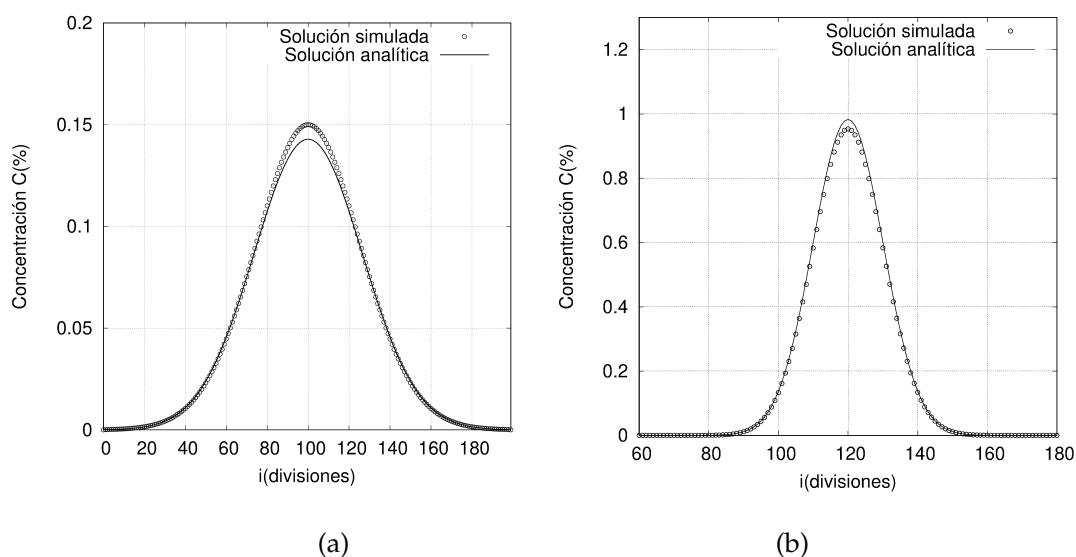 0.2
0.15
0.1
0.05
0
0 20 40 60 80 100 120 140 160 180
Concentración C(%)
i(divisiones)
Solución simulada
Solución analítica
(a)
1.2
1
0.8
0.6
0.4
0.2
0
60 80 100 120 140 160 180
Concentración C(%)
i(divisiones)
Solución simulada
Solución analítica
(b)